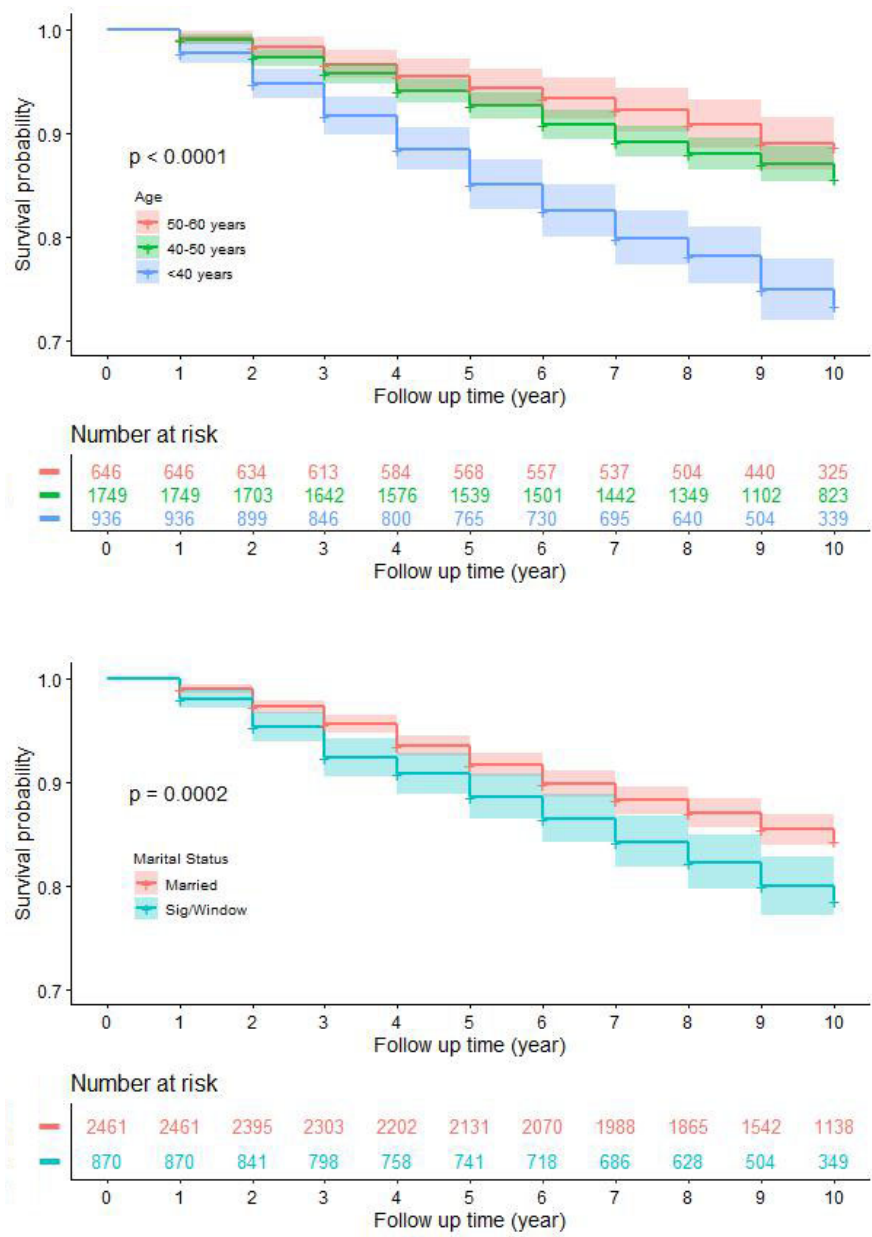 1.0
0.9
0.8
0.7
Survival probability
p < 0.0001
Age
50-60 years
40-50 years
<40 years
0 1 2 3 4 5 6 7 8 9 10
Follow up time (year)
Number at risk
646 646 634 613 584 568 557 537 504 440 325
1749 1749 1703 1642 1576 1539 1501 1442 1349 1102 823
936 936 899 846 800 765 730 695 640 504 339
0 1 2 3 4 5 6 7 8 9 10
Follow up time (year)
1.0
0.9
0.8
0.7
Survival probability
p = 0.0002
Marital Status
Married
Sig/Window
0 1 2 3 4 5 6 7 8 9 10
Follow up time (year)
Number at risk
2461 2461 2395 2303 2202 2131 2070 1988 1865 1542 1138
870 870 841 798 758 741 718 686 628 504 349
0 1 2 3 4 5 6 7 8 9 10
Follow up time (year)